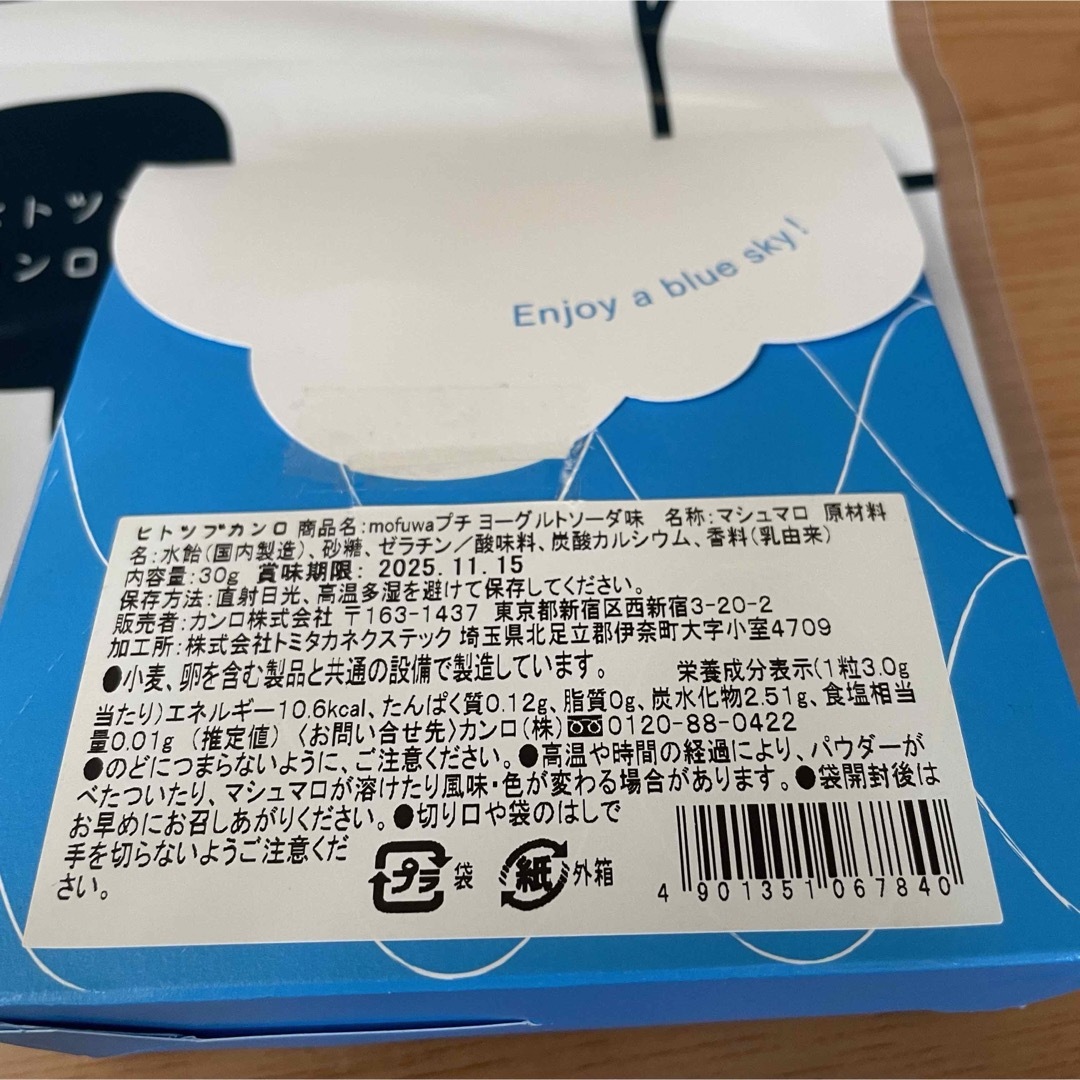 ヒトツブ
カンロ
Enjoy a blue sky!
ヒトツブカンロ 商品名:mofuwaプチ ヨーグルトソーダ味 名称:マシュマロ 原材料
名:水飴(国内製造)、砂糖、ゼラチン/酸味料、炭酸カルシウム、香料(乳由来)
内容量:30g 賞味期限: 2025.11.15
保存方法:直射日光、高温多湿を避けて保存してください。
販売者:カンロ株式会社 〒163-1437 東京都新宿区西新宿3-20-2
加工所:株式会社トミタカネクステック 埼玉県北足立郡伊奈町大字小室4709
●小麦、卵を含む製品と共通の設備で製造しています。 栄養成分表示(1粒3.0g
当たり)エネルギー10.6kcal、たんぱく質0.12g、脂質0g、炭水化物2.51g、食塩相当
量0.01g (推定値) 〈お問い合せ先〉カンロ(株)0120-88-0422
●のどにつまらないように、ご注意ください。●高温や時間の経過により、パウダーが
べたついたり、マシュマロが溶けたり風味・色が変わる場合があります。●袋開封後は
お早めにお召しあがりください。●切り口や袋のはしで
手を切らないようご注意くだ
さい。
プラ 袋 紙 外箱
4 901351 067840